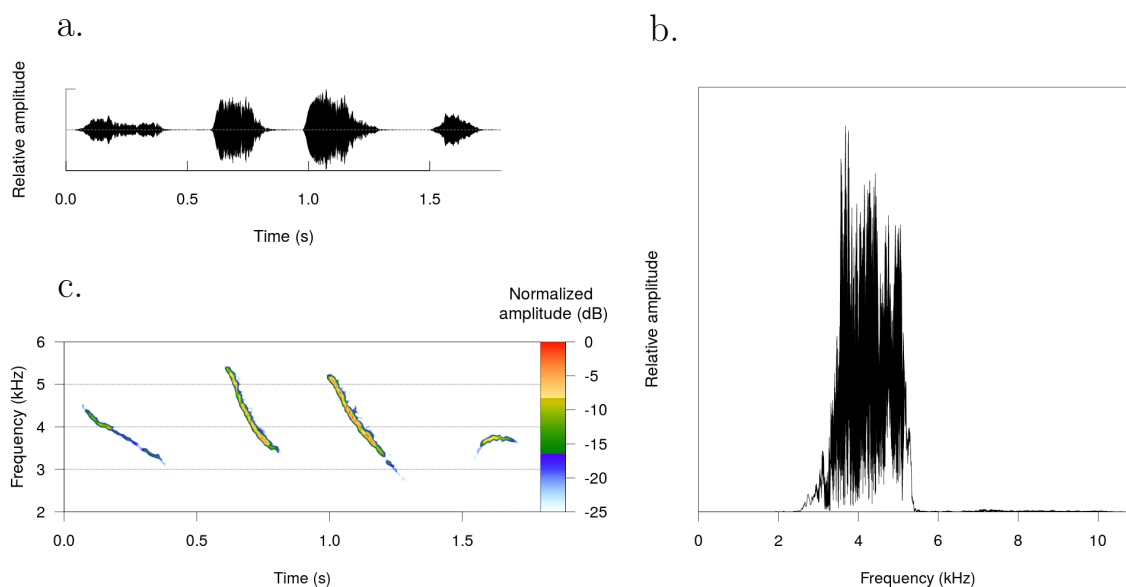 a.
Relative amplitude
0.0 0.5 1.0 1.5
Time (s)
b.
Relative amplitude
0 2 4 6 8 10
Frequency (kHz)
c.
Normalized
amplitude (dB)
Frequency (kHz)
6
5
4
3
2
0.0 0.5 1.0 1.5
Time (s)
0
-5
-10
-15
-20
-25